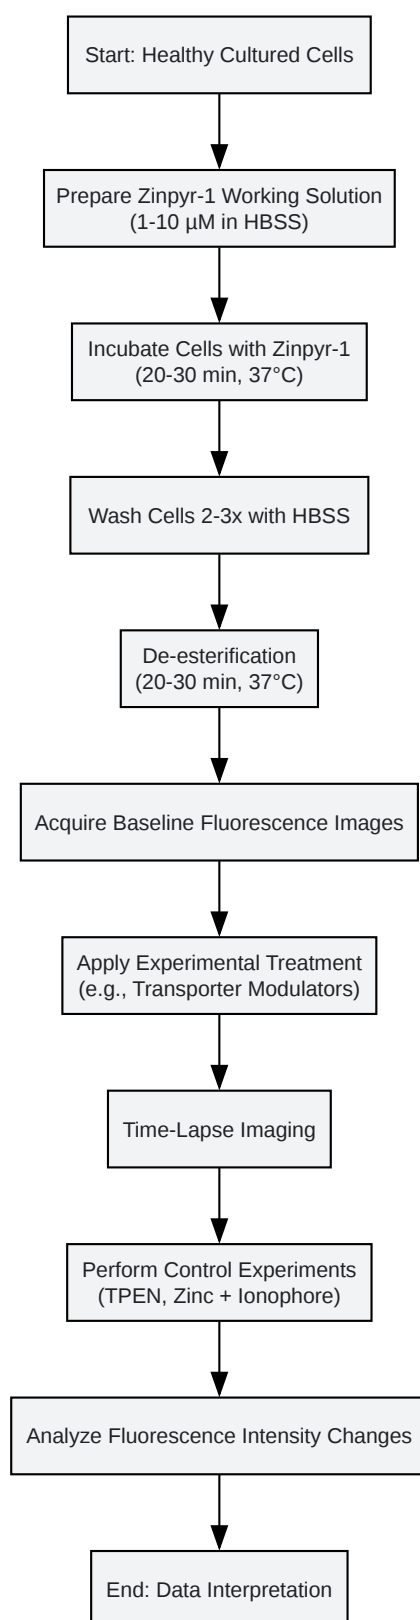 Start: Healthy Cultured Cells
Prepare Zinpyr-1 Working Solution
(1-10 µM in HBSS)
Incubate Cells with Zinpyr-1
(20-30 min, 37°C)
Wash Cells 2-3x with HBSS
De-esterification
(20-30 min, 37°C)
Acquire Baseline Fluorescence Images
Apply Experimental Treatment
(e.g., Transporter Modulators)
Time-Lapse Imaging
Perform Control Experiments
(TPEN, Zinc + Ionophore)
Analyze Fluorescence Intensity Changes
End: Data Interpretation